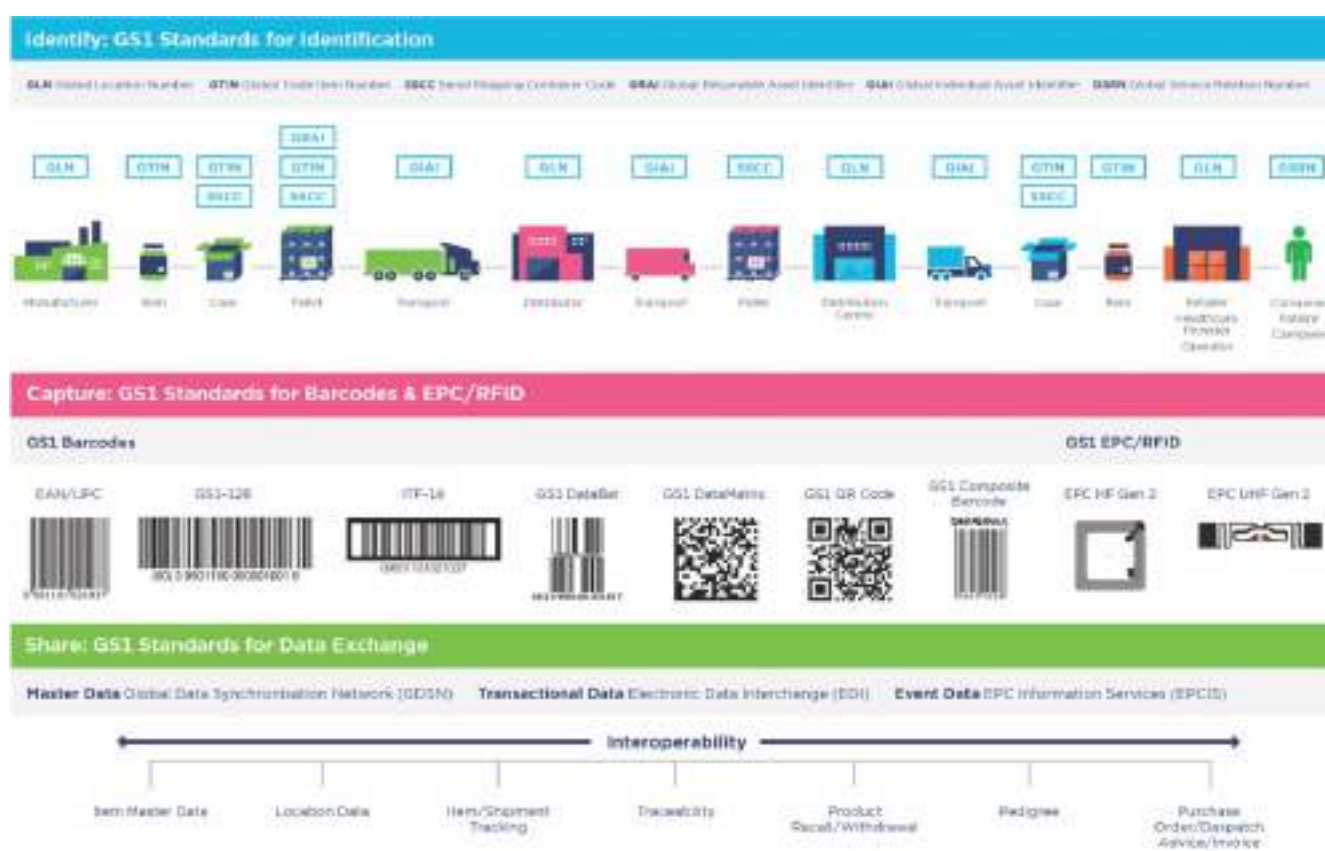 Identify: GS1 Standards for Identification
GLN Global Location Number GTIN Global Trade Item Number SSCC Serial Shipping Container Code GRAI Global Returnable Asset Identifier GIAI Global Individual Asset Identifier GSRN Global Service Relation Number
GRAI
GLN GTIN GTIN GTIN GIAI GLN GIAI SSCC GLN GIAI GTIN GTIN GLN GSRN
SSCC SSCC SSCC
Manufacturer Item Case Pallet Transport Distributor Transport Pallet Distribution Transport Case Item Retailer Consumer
Centre Healthcare Patient
Provider Company
Operator
Capture: GS1 Standards for Barcodes & EPC/RFID
GS1 Barcodes GS1 EPC/RFID
EAN/UPC GS1-128 ITF-14 GS1 DataBar GS1 DataMatrix GS1 QR Code GS1 Composite Barcode EPC HF Gen 2 EPC UHF Gen 2
Share: GS1 Standards for Data Exchange
Master Data Global Data Synchronisation Network (GDSN) Transactional Data Electronic Data Interchange (EDI) Event Data EPC Information Services (EPCIS)
Interoperability
Item Master Data Location Data Item/Shipment Traceability Product Pedigree Purchase
Tracking Recall/Withdrawal Order/Despatch
Advice/Invoice